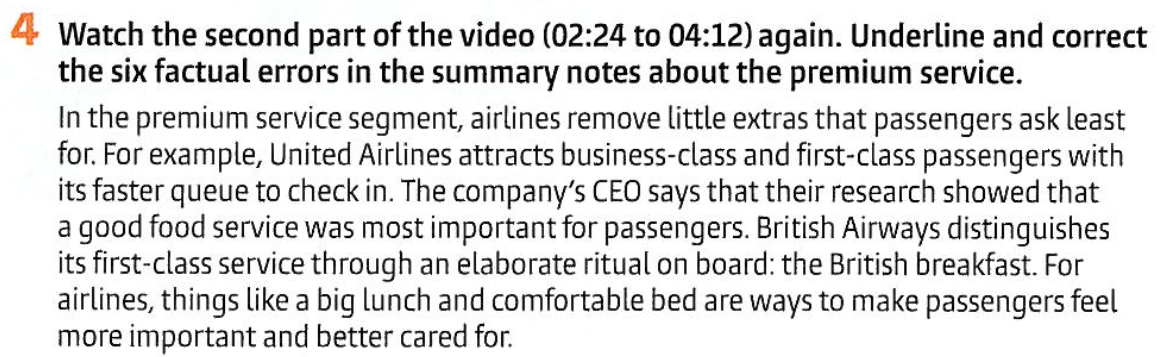 4 Watch the second part of the video (02:24 to 04:12) again. Underline and correct
the six factual errors in the summary notes about the premium service.
In the premium service segment, airlines remove little extras that passengers ask least
for. For example, United Airlines attracts business-class and first-class passengers with
its faster queue to check in. The company's CEO says that their research showed that
a good food service was most important for passengers. British Airways distinguishes
its first-class service through an elaborate ritual on board: the British breakfast. For
airlines, things like a big lunch and comfortable bed are ways to make passengers feel
more important and better cared for.